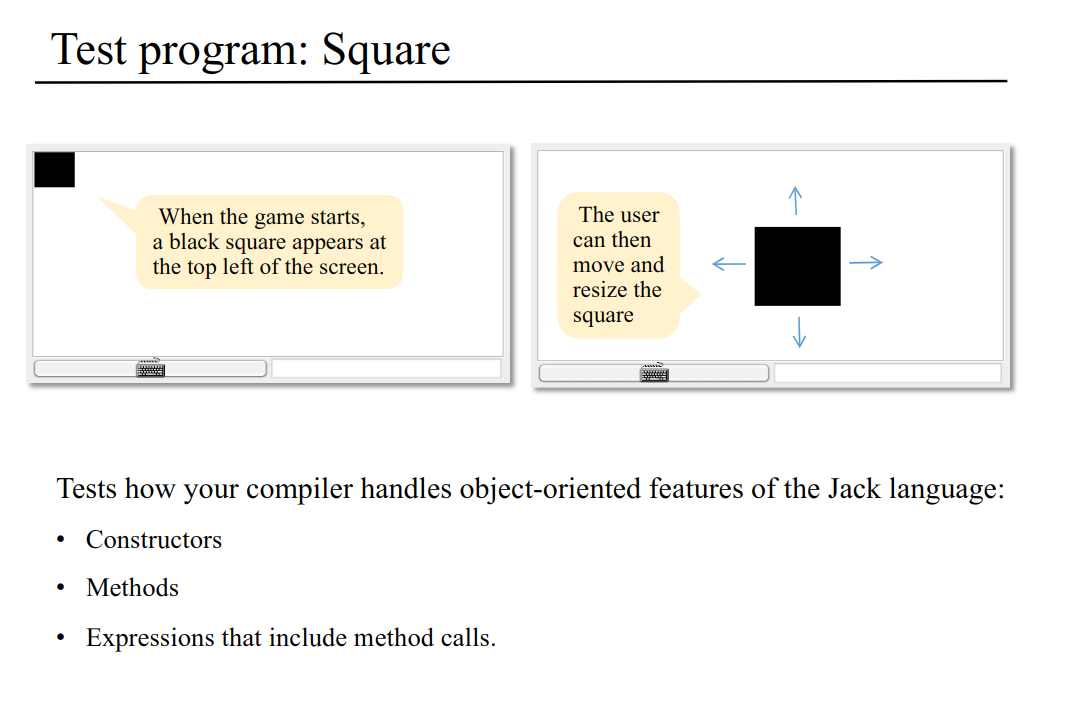 Test program: Square
When the game starts,
a black square appears at
the top left of the screen.
The user
can then
move and
resize the
square
Tests how your compiler handles object-oriented features of the Jack language:
• Constructors
• Methods
• Expressions that include method calls.